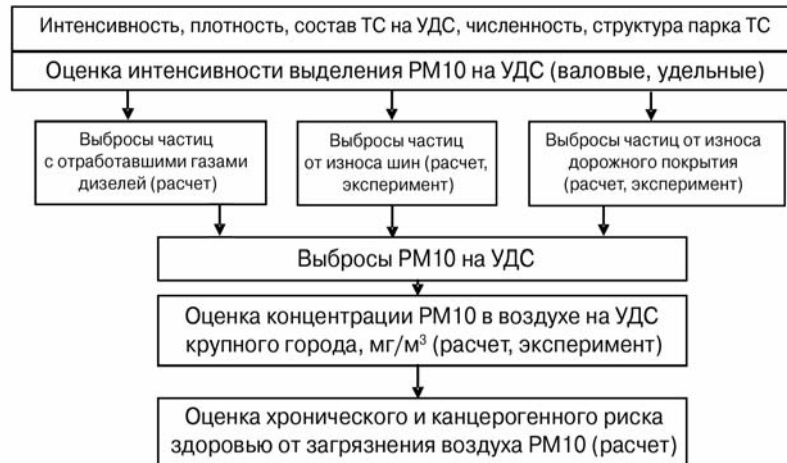 Интенсивность, плотность, состав ТС на УДС, численность, структура парка ТС
Оценка интенсивности выделения PM10 на УДС (валовые, удельные)
Выбросы частиц
с отработавшими газами
дизелей (расчет)
Выбросы частиц
от износа шин (расчет,
эксперимент)
Выбросы частиц от износа
дорожного покрытия
(расчет, эксперимент)
Выбросы PM10 на УДС
Оценка концентрации PM10 в воздухе на УДС
крупного города, мг/м³ (расчет, эксперимент)
Оценка хронического и канцерогенного риска
здоровью от загрязнения воздуха PM10 (расчет)